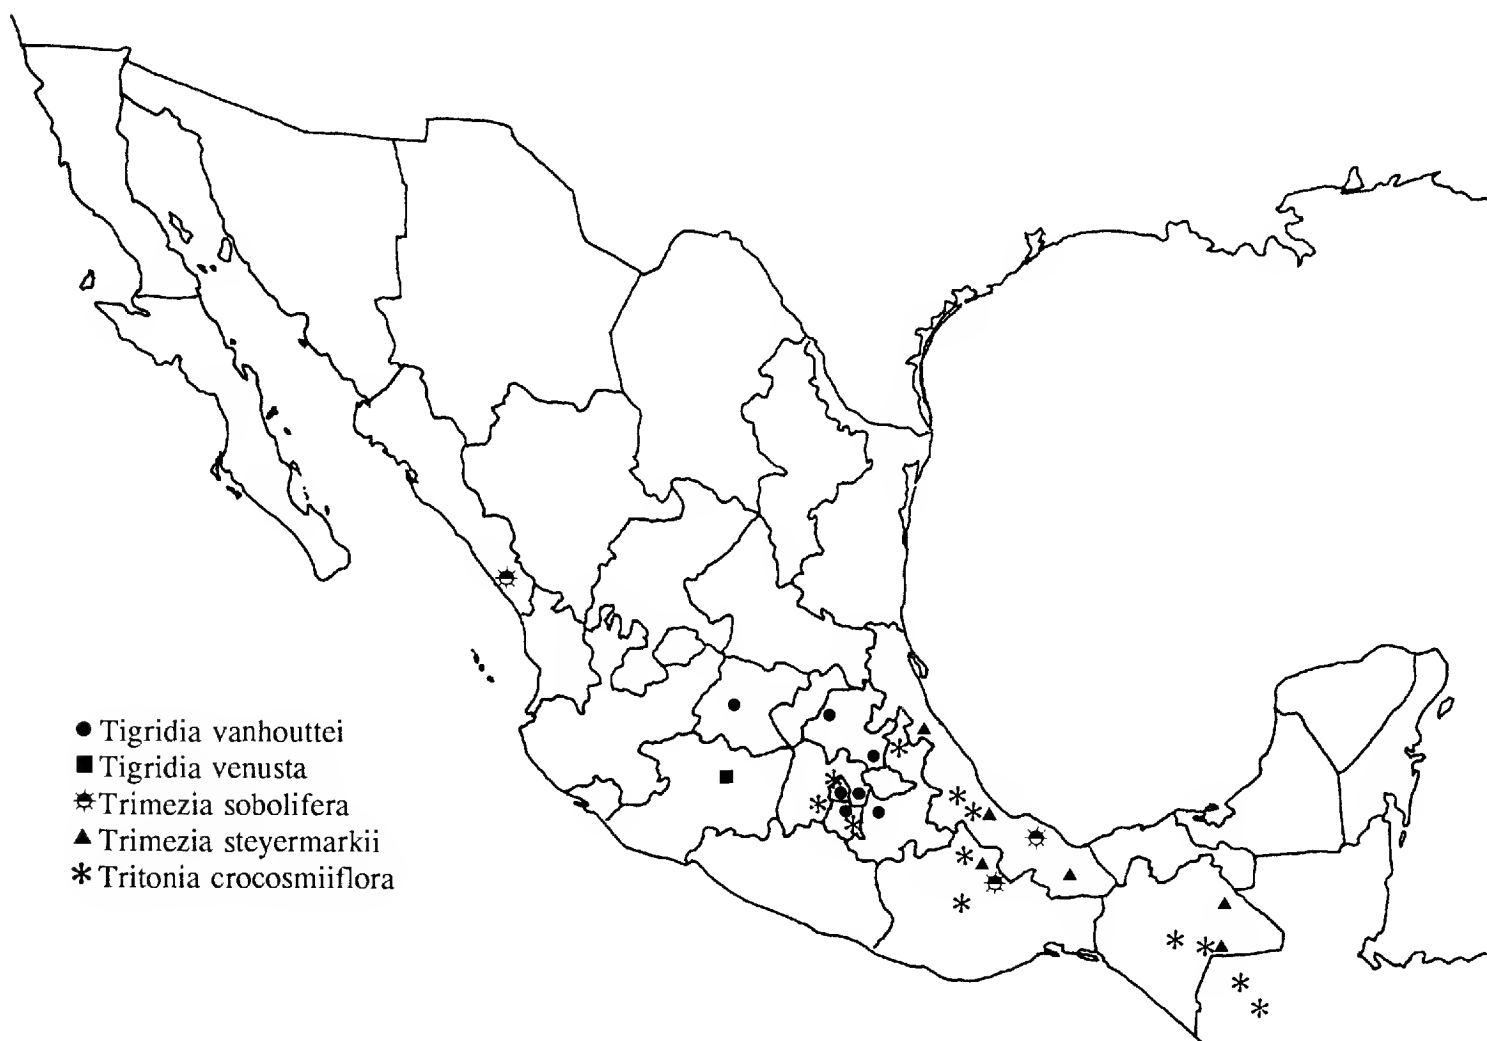 Tigridia vanhouttei
Tigridia venusta
Trimezia sobolifera
Trimezia steyermarkii
Tritonia crocosmiiflora